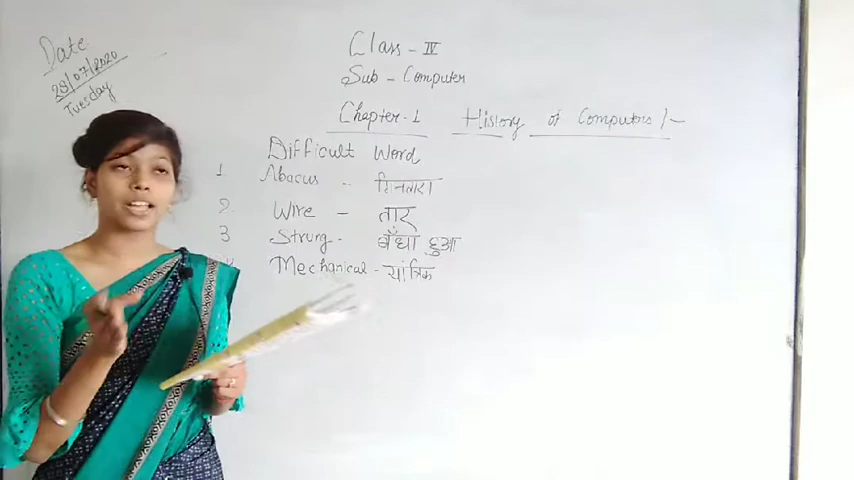 Date
28/07/2020
Tuesday
Class - IV
Sub - Computer
Chapter-1 History of Computers :-
Difficult Word
1 Abacus - गिनतारा
2 Wire - तार
3 Strung - बँधा हुआ
4 Mechanical - यांत्रिक